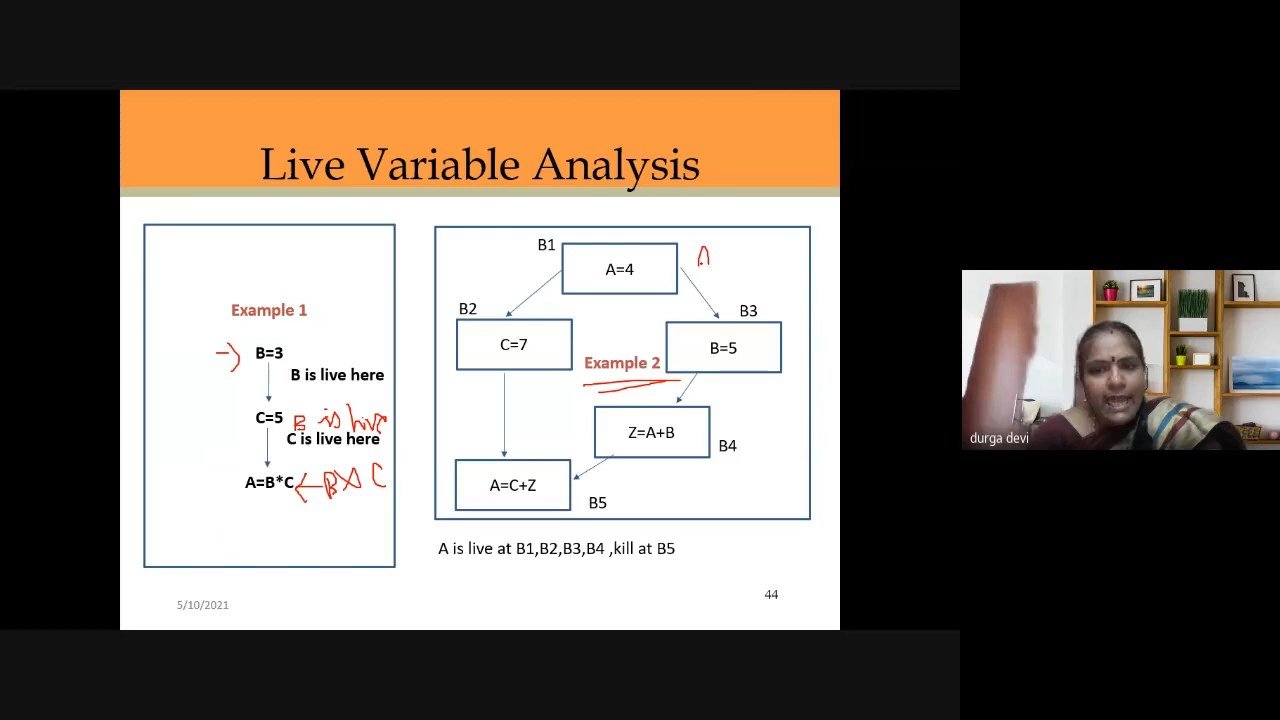 Live Variable Analysis
Example 1
B=3
B is live here
C=5 B is live
C is live here
A=B*C ← B X C
B1
A=4
A
B2
C=7
B3
B=5
Example 2
Z=A+B
B4
A=C+Z
B5
A is live at B1,B2,B3,B4 ,kill at B5
5/10/2021
44
durga devi